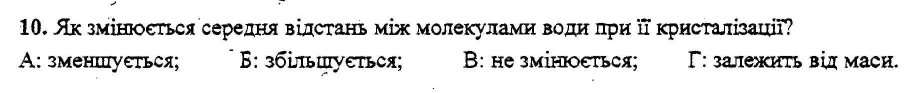 10. Як змінюється середня відстань між молекулами води при її кристалізації?
А: зменшується; Б: збільшується; В: не змінюється; Г: залежить від маси.